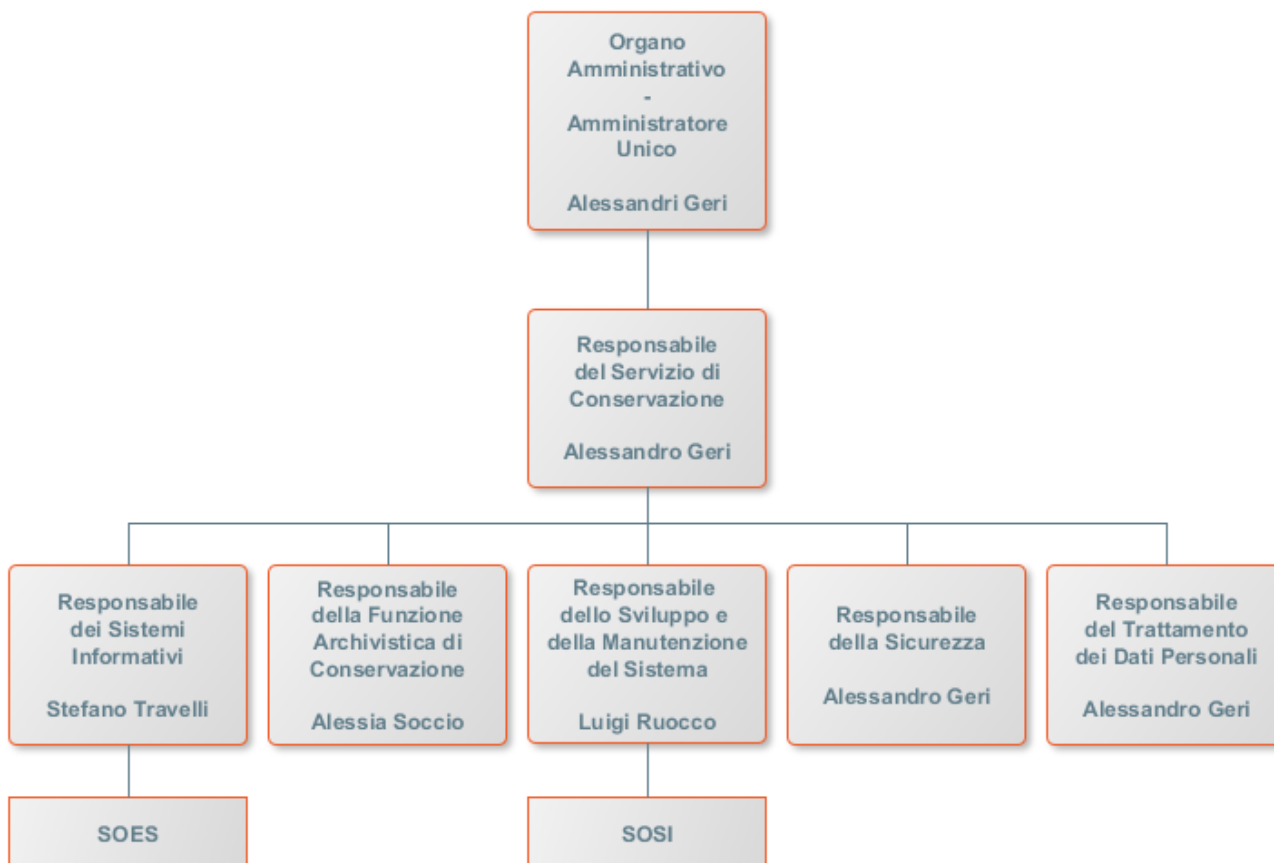 Organo
Amministrativo
-
Amministratore
Unico
Alessandri Geri
Responsabile
del Servizio di
Conservazione
Alessandro Geri
Responsabile
dei Sistemi
Informativi
Stefano Travelli
Responsabile
della Funzione
Archivistica di
Conservazione
Alessia Soccio
Responsabile
dello Sviluppo e
della Manutenzione
del Sistema
Luigi Ruocco
Responsabile
della Sicurezza
Alessandro Geri
Responsabile
del Trattamento
dei Dati Personali
Alessandro Geri
SOES
SOSI